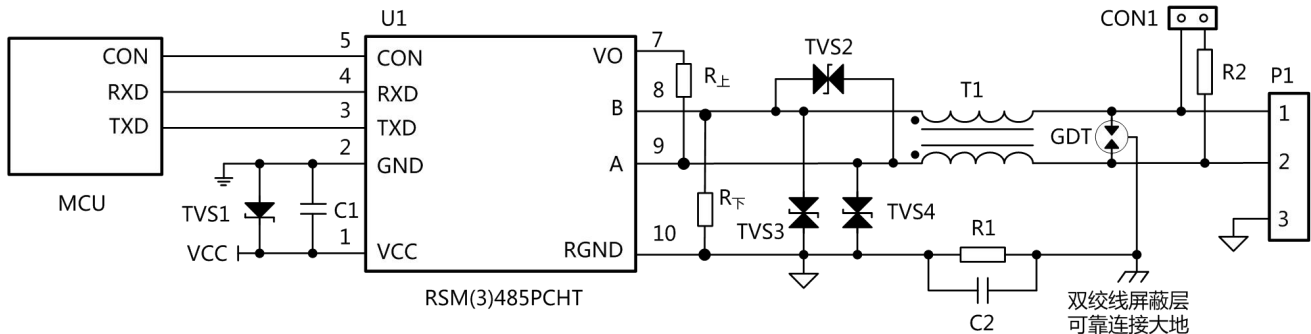 U1
CON1
MCU
CON
RXD
TXD
5
4
3
2
1
CON
RXD
TXD
GND
VCC
VO
B
A
RGND
7
8
9
10
RSM(3)485PCHT
TVS1
C1
VCC
R上
R下
TVS2
TVS3
TVS4
T1
GDT
R1
C2
R2
P1
1
2
3
双绞线屏蔽层
可靠连接大地